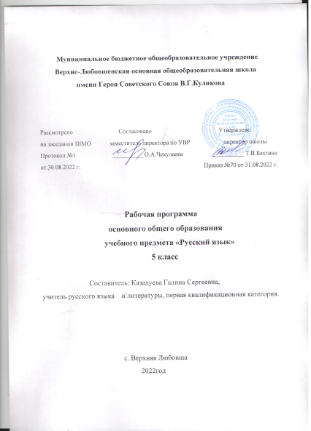 Муниципальное бюджетное общеобразовательное учреждение
Верхне-Любовшенская основная общеобразовательная школа
имени Героя Советского Союза В.Г.Куликова
Рассмотрено Согласовано Утверждено
на заседании ШМО заместитель директора по УВР директор школы
Протокол №1 О.А.Чикулаева Т.В.
от 30.08.2022 г. Приказ №70 от 31.08.2022 г.
Рабочая программа
основного общего образования
учебного предмета «Русский язык»
5 класс
Составитель: Галина Сергеевна,
учитель русского языка и литературы, первая квалификационная категория.
с. Верхняя Любовша
2022год